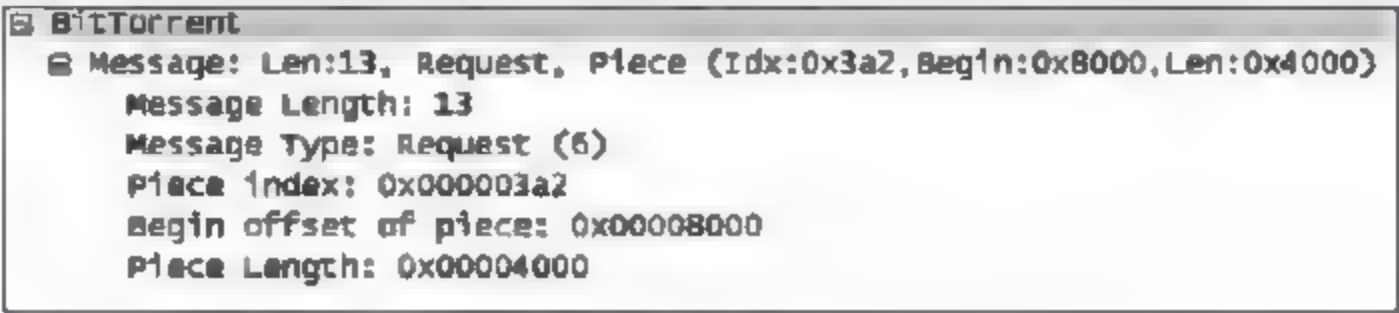 BitTorrent
Message: Len:13, Request, Piece (Idx:0x3a2,Begin:0x8000,Len:0x4000)
Message Length: 13
Message Type: Request (6)
Piece index: 0x000003a2
Begin offset of piece: 0x00008000
Piece Length: 0x00004000